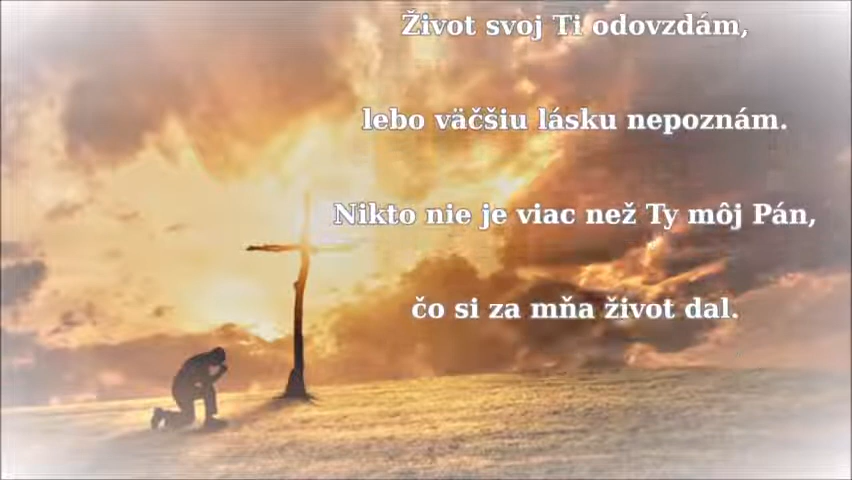 Život svoj Ti odovzdám,
lebo väčšiu lásku nepoznám.
Nikto nie je viac než Ty môj Pán,
čo si za mňa život dal.